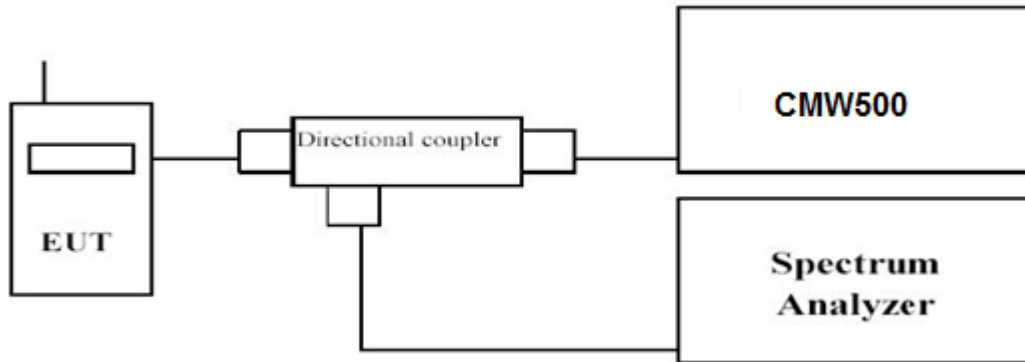 EUT
Directional coupler
CMW500
Spectrum
Analyzer